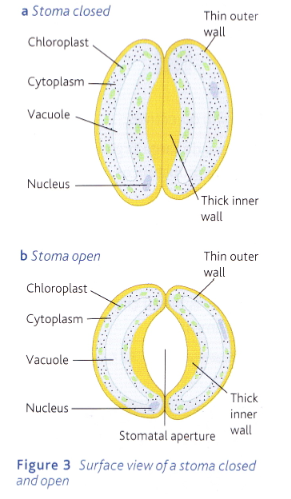 a Stoma closed
Thin outer
wall
Chloroplast
Cytoplasm
Vacuole
Nucleus
Thick inner
wall
b Stoma open
Thin outer
wall
Chloroplast
Cytoplasm
Vacuole
Nucleus
Thick
inner
wall
Stomatal aperture
Figure 3 Surface view of a stoma closed
and open